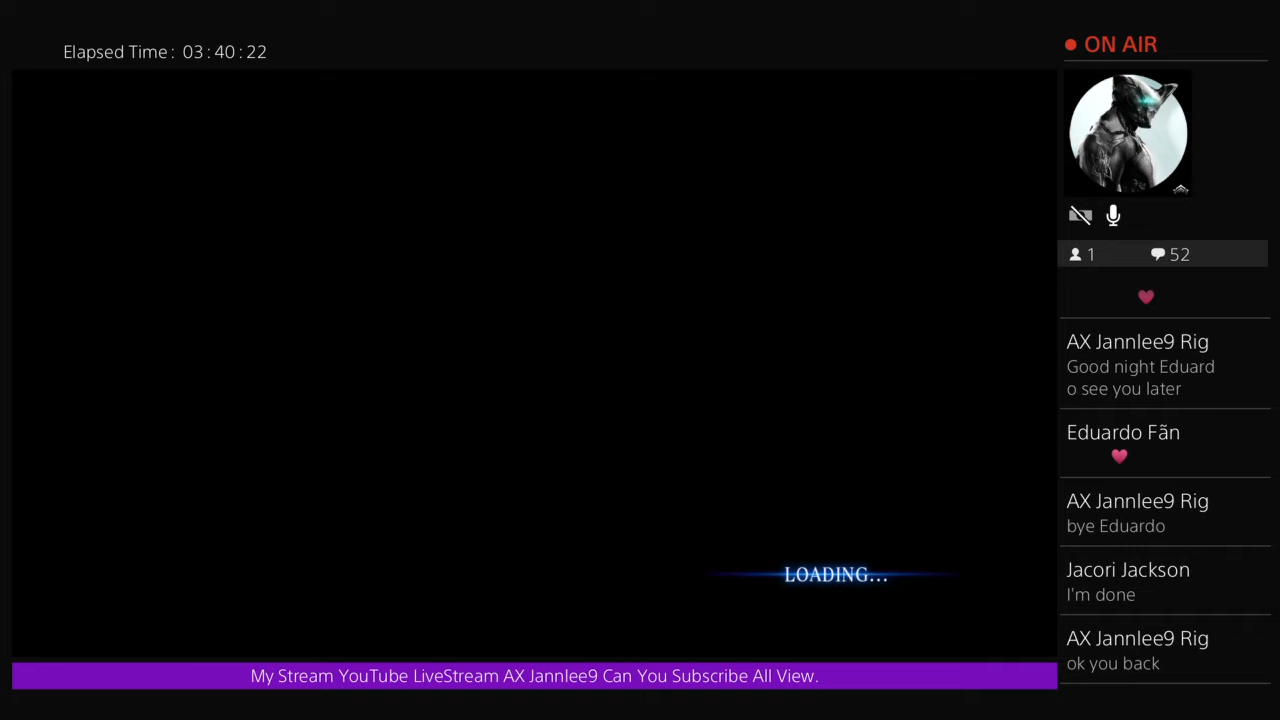 Elapsed Time: 03:40:22
ON AIR
1 52
AX Jannlee9 Rig
Good night Eduard
o see you later
Eduardo Fãn
AX Jannlee9 Rig
bye Eduardo
Jacori Jackson
I'm done
AX Jannlee9 Rig
ok you back
LOADING...
My Stream YouTube LiveStream AX Jannlee9 Can You Subscribe All View.